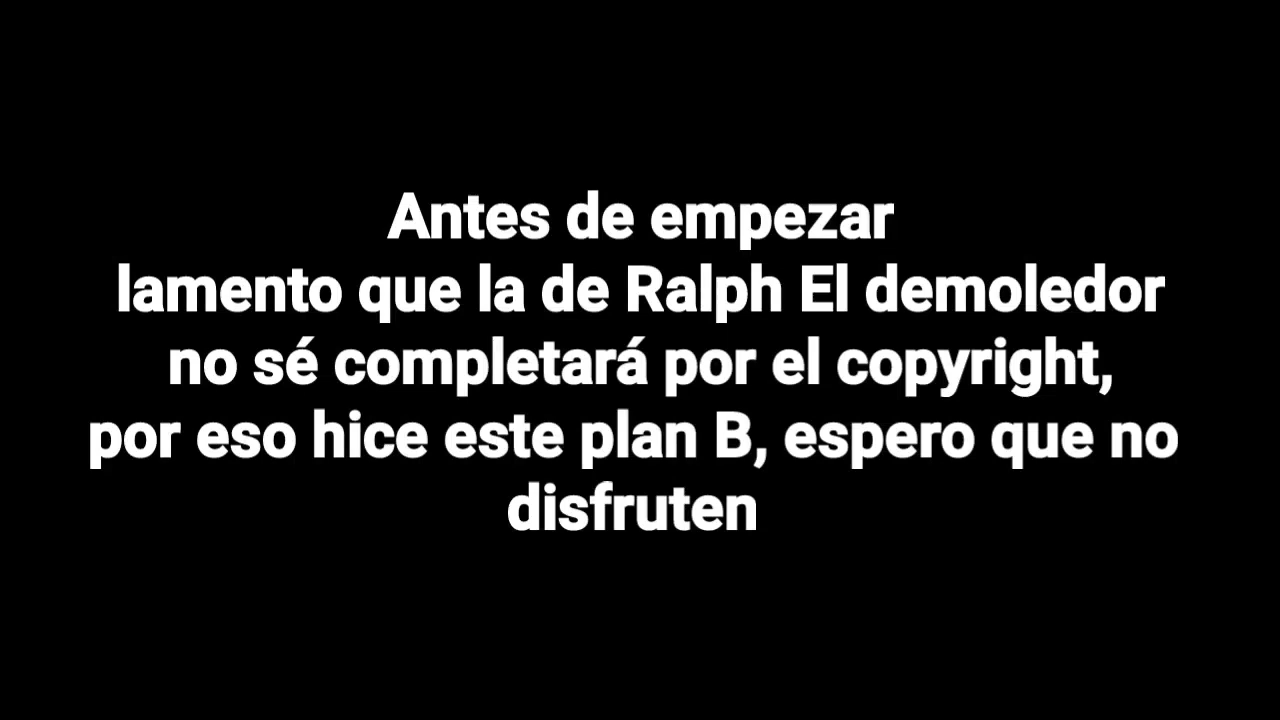 Antes de empezar
lamento que la de Ralph El demoledor
no sé completará por el copyright,
por eso hice este plan B, espero que no
disfruten